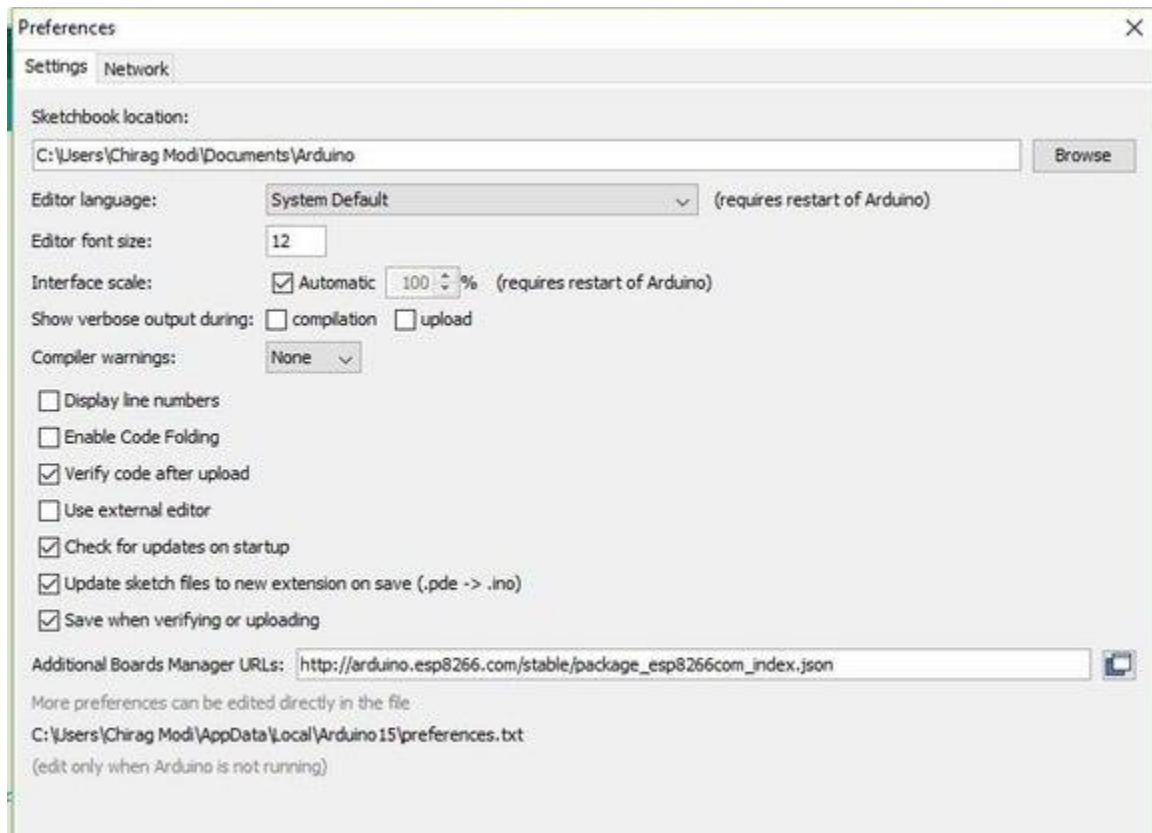 Preferences
Settings Network
Sketchbook location:
C:\Users\Chirag Modi\Documents\Arduino Browse
Editor language: System Default (requires restart of Arduino)
Editor font size: 12
Interface scale: Automatic 100 % (requires restart of Arduino)
Show verbose output during: compilation upload
Compiler warnings: None
Display line numbers
Enable Code Folding
Verify code after upload
Use external editor
Check for updates on startup
Update sketch files to new extension on save (.pde -> .ino)
Save when verifying or uploading
Additional Boards Manager URLs: http://arduino.esp8266.com/stable/package_esp8266com_index.json
More preferences can be edited directly in the file
C:\Users\Chirag Modi\AppData\Local\Arduino15\preferences.txt
(edit only when Arduino is not running)